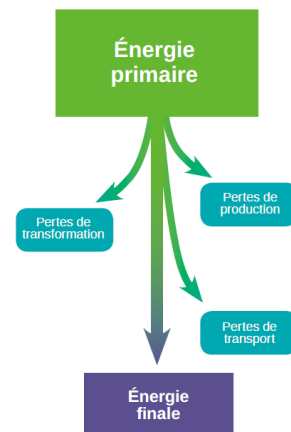 Énergie
primaire
Pertes de
production
Pertes de
transformation
Pertes de
transport
Énergie
finale